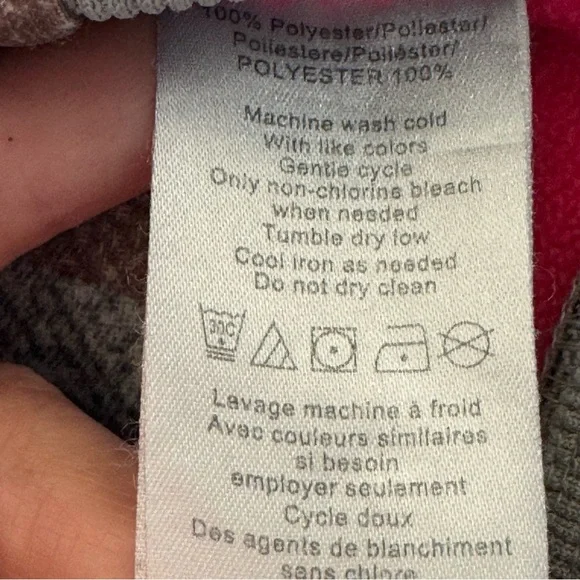 100% Polyester/Poliester/
Poliestere/Poliéster/
POLYESTER 100%
Machine wash cold
With like colors
Gentle cycle
Only non-chlorine bleach
when needed
Tumble dry low
Cool iron as needed
Do not dry clean
30C
Lavage machine à froid
Avec couleurs similaires
si besoin
employer seulement
Cycle doux
Des agents de blanchiment
sans chlore